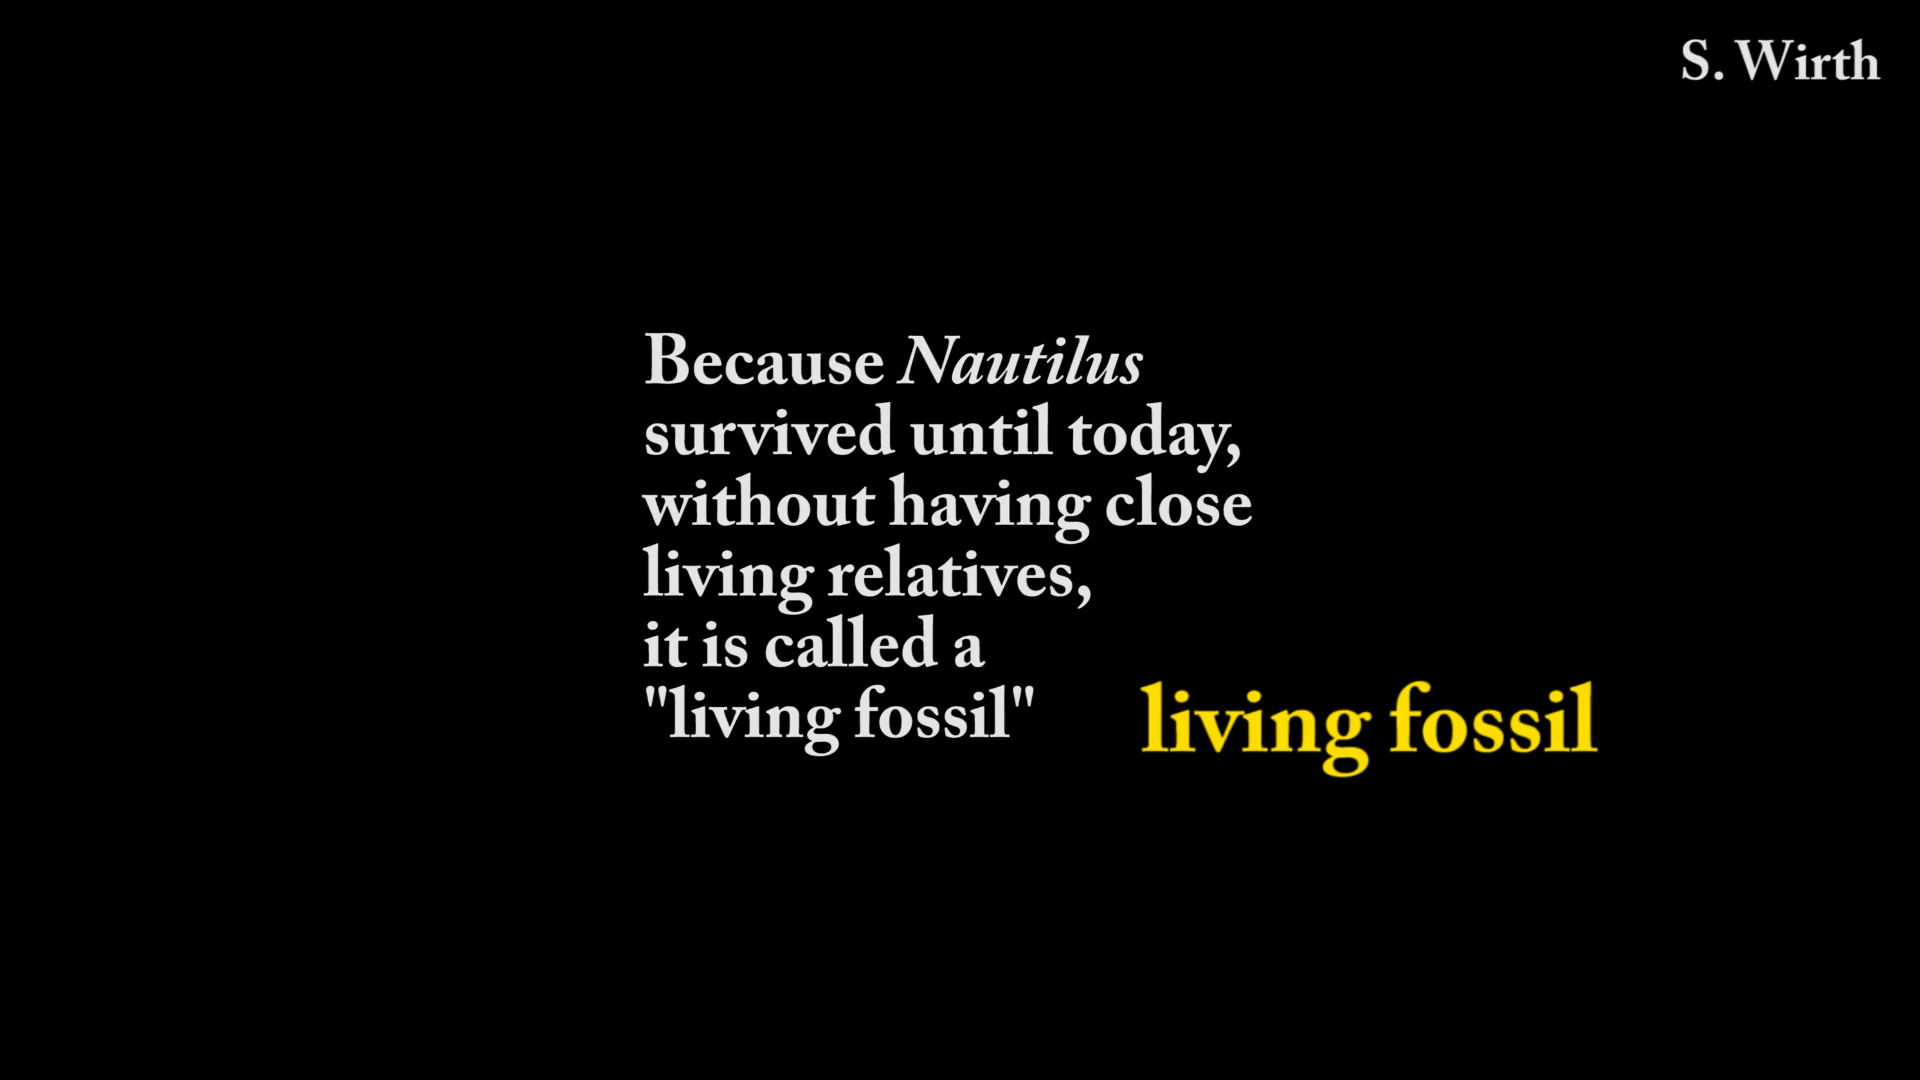 S. Wirth
Because Nautilus
survived until today,
without having close
living relatives,
it is called a
"living fossil"
living fossil